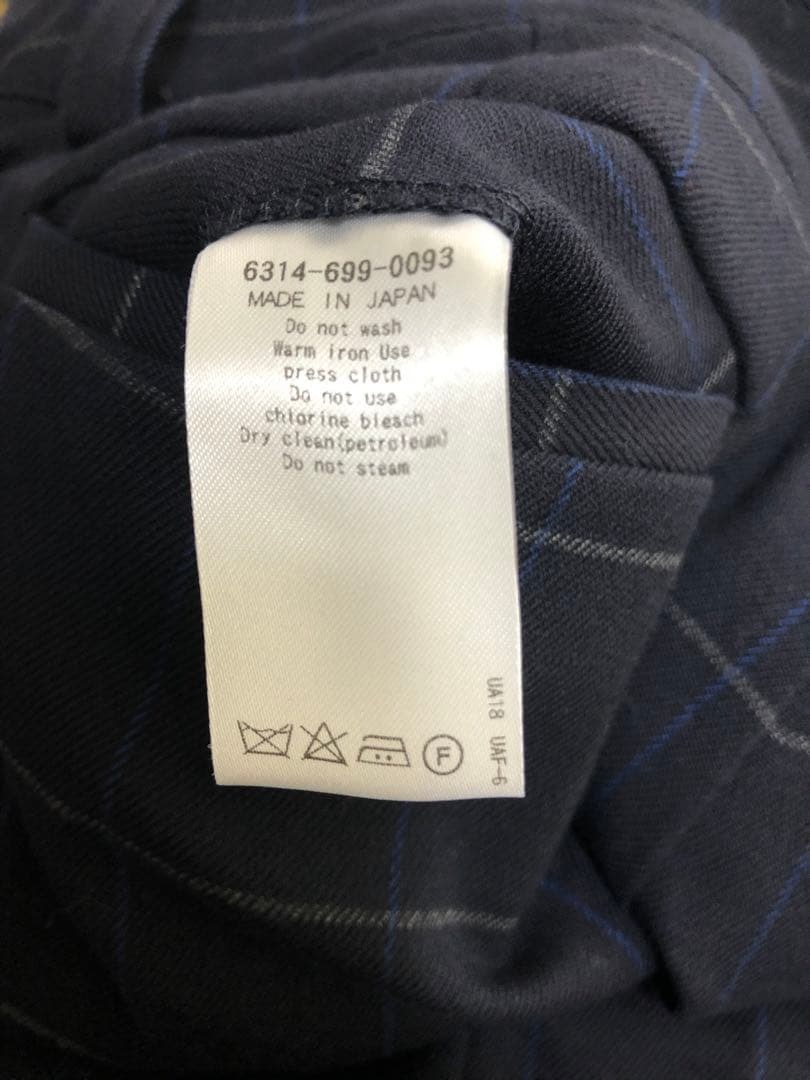 6314-699-0093
MADE IN JAPAN
Do not wash
Warm iron Use
press cloth
Do not use
chlorine bleach
Dry clean(petroleum)
Do not steam
UA18 UAF-6
F